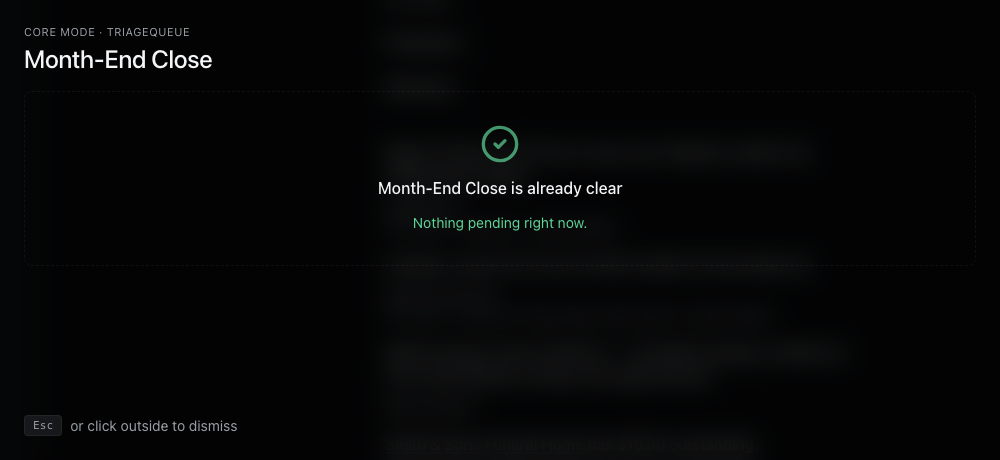 CORE MODE · TRIAGEQUEUE
Month-End Close
Month-End Close is already clear
Nothing pending right now.
Esc or click outside to dismiss